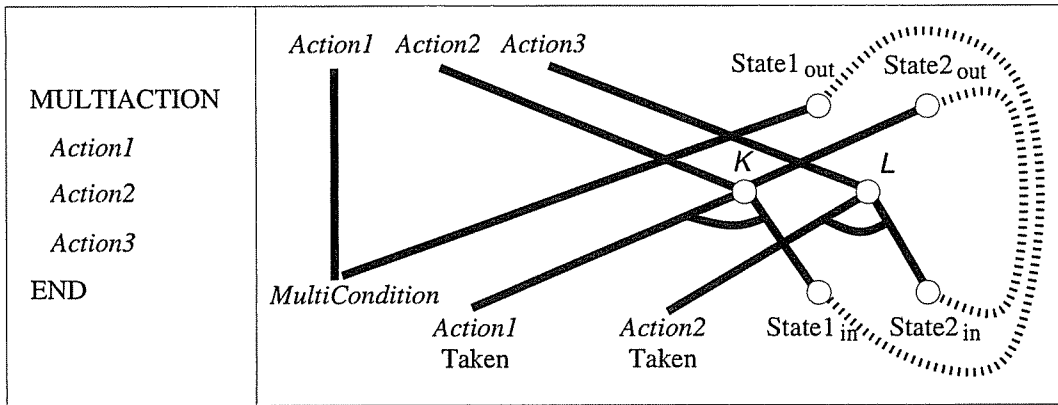 MULTIACTION
Action1
Action2
Action3
END
Action1 Action2 Action3
State1 out State2 out
K L
MultiCondition
Action1 Taken
Action2 Taken
State1 in State2 in